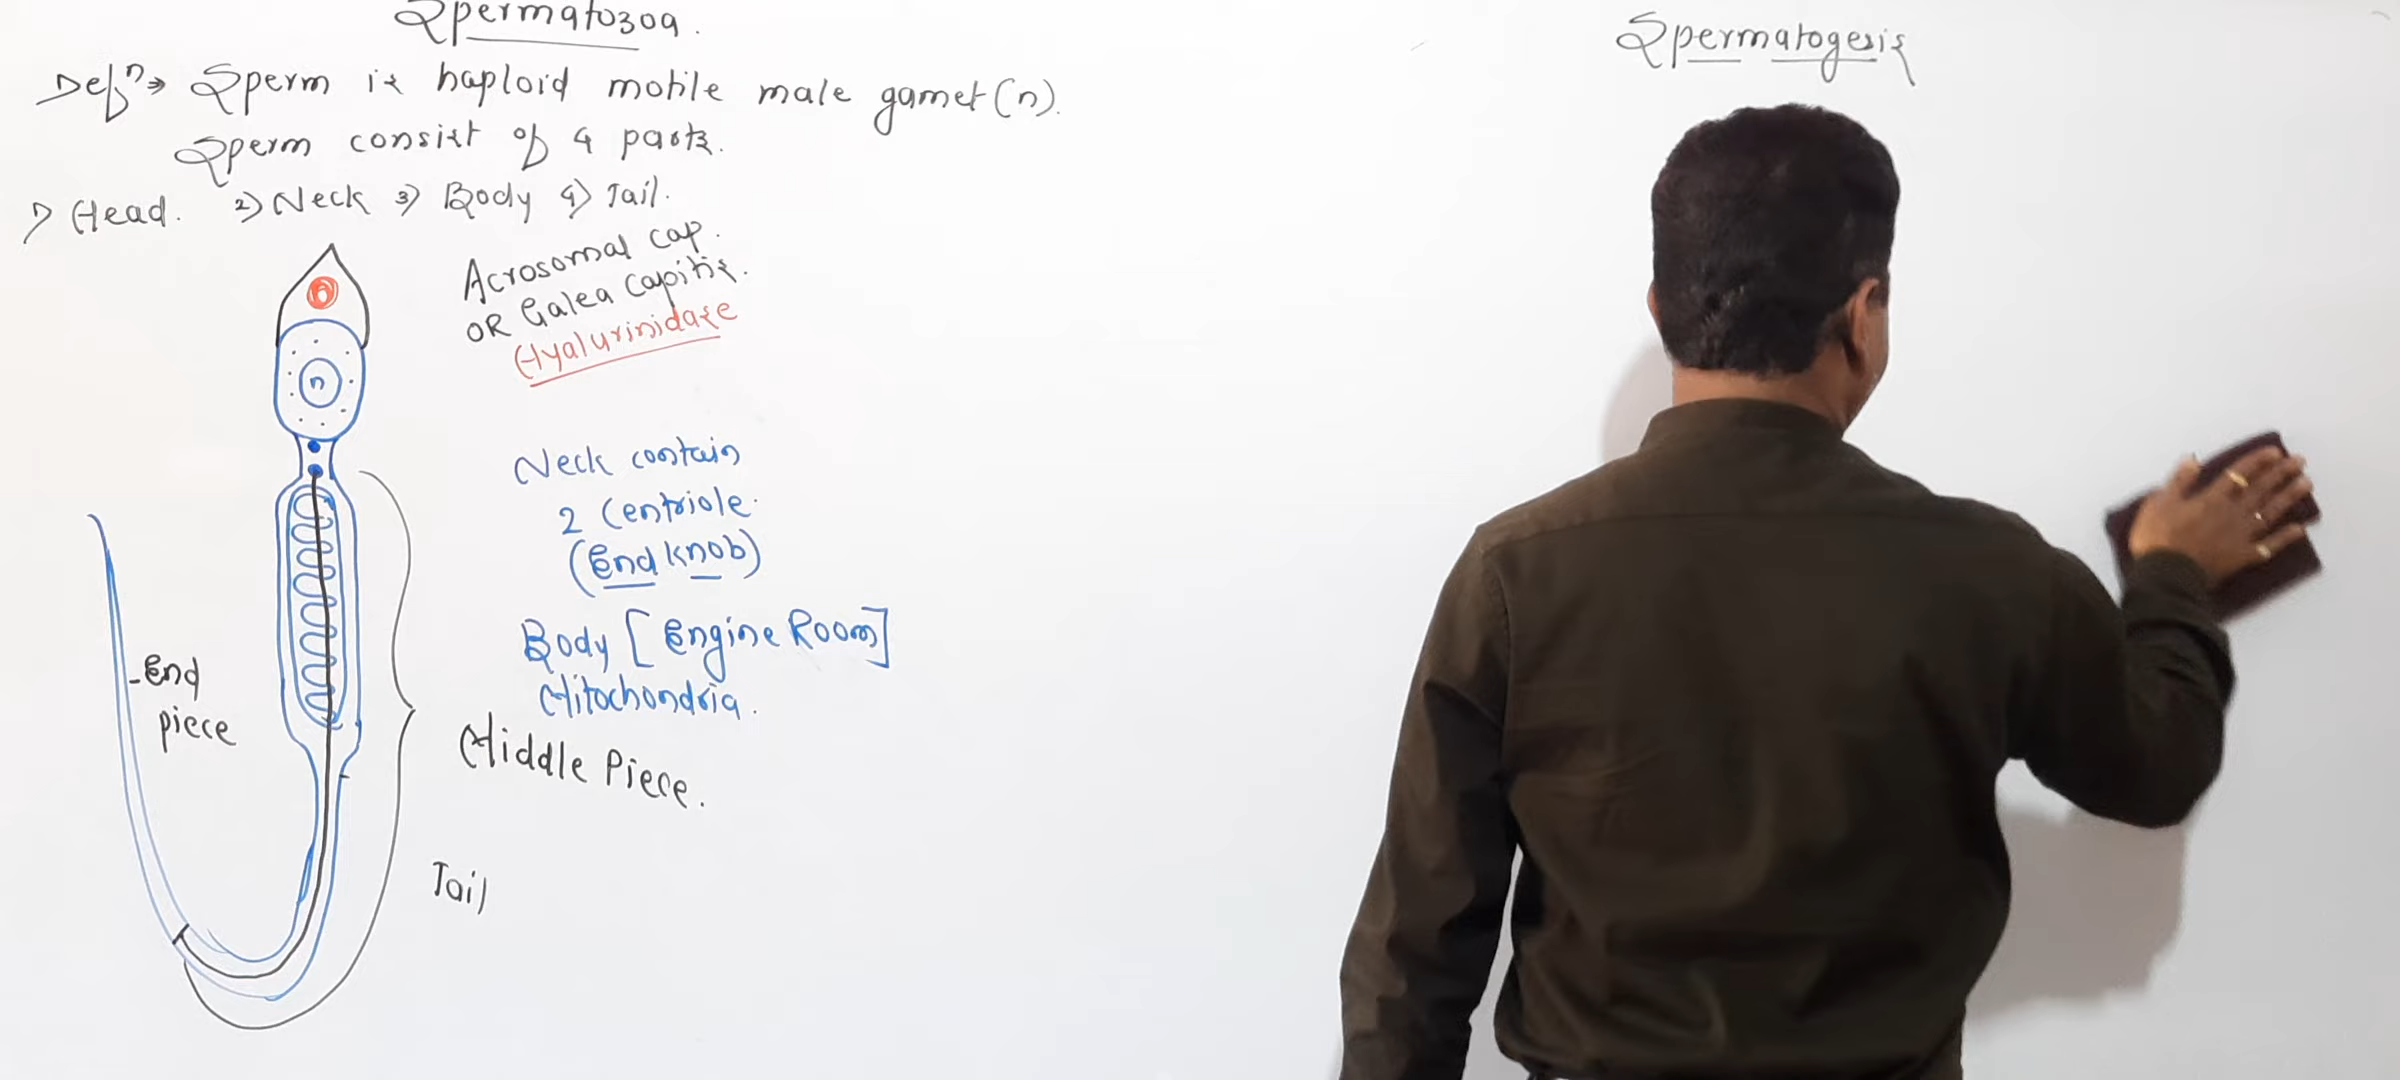 Spermatozoa.
Defn→ Sperm is haploid motile male gamet (n).
Sperm consist of 4 parts.
1) Head. 2) Neck 3) Body 4) Tail.
Acrosomal cap.
OR Galea Capitis.
Hyalurinidase
n
Neck contain
2 Centriole.
(End knob)
Body [Engine Room]
Mitochondria.
Middle Piece.
End
piece
Tail
Spermatogesis